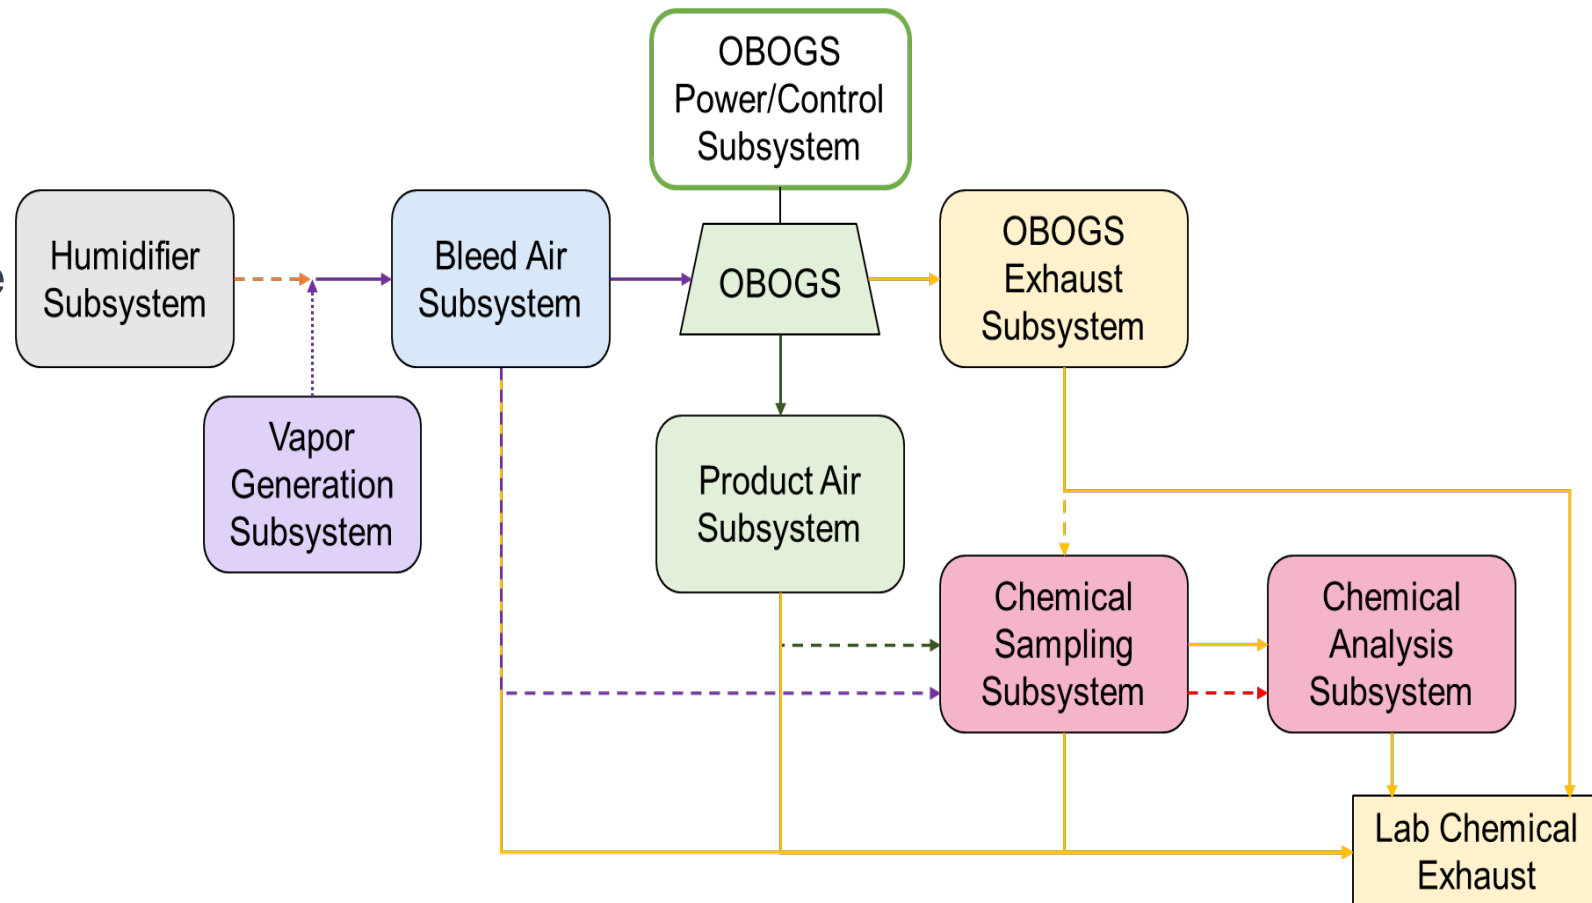 OBOGS
Power/Control
Subsystem
Humidifier
Subsystem
Bleed Air
Subsystem
OBOGS
OBOGS
Exhaust
Subsystem
Vapor
Generation
Subsystem
Product Air
Subsystem
Chemical
Sampling
Subsystem
Chemical
Analysis
Subsystem
Lab Chemical
Exhaust